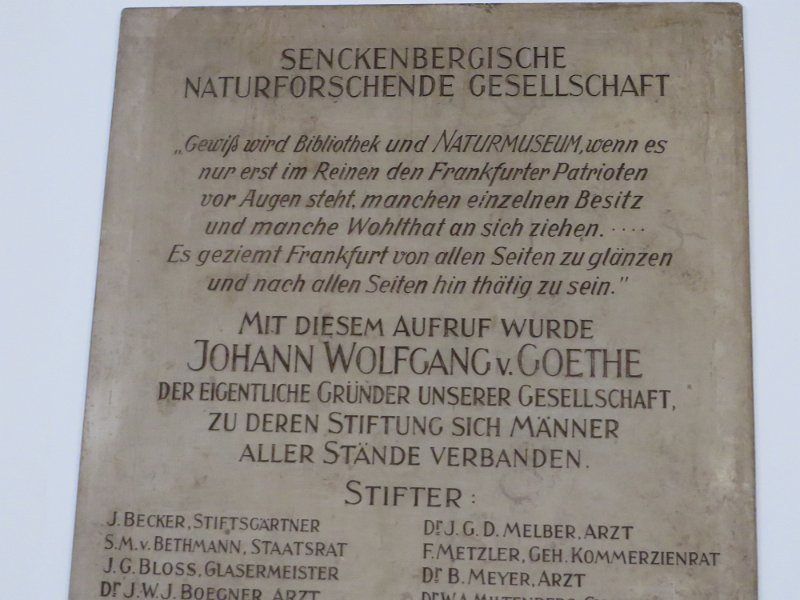 SENCKENBERGISCHE
NATURFORSCHENDE GESELLSCHAFT
„Gewiß wird Bibliothek und NATURMUSEUM, wenn es
nur erst im Reinen den Frankfurter Patrioten
vor Augen steht, manchen einzelnen Besitz
und manche Wohlthat an sich ziehen. ....
Es geziemt Frankfurt von allen Seiten zu glänzen
und nach allen Seiten hin thätig zu sein."
MIT DIESEM AUFRUF WURDE
JOHANN WOLFGANG v. GOETHE
DER EIGENTLICHE GRÜNDER UNSERER GESELLSCHAFT,
ZU DEREN STIFTUNG SICH MÄNNER
ALLER STÄNDE VERBANDEN.
STIFTER:
J. BECKER, STIFTSGÄRTNER
S.M. v. BETHMANN, STAATSRAT
J.G. BLOSS, GLASERMEISTER
Dr. J.W.J. BOEGNER, ARZT
Dr. J.G.D. MELBER, ARZT
F. METZLER, GEH. KOMMERZIENRAT
Dr. B. MEYER, ARZT